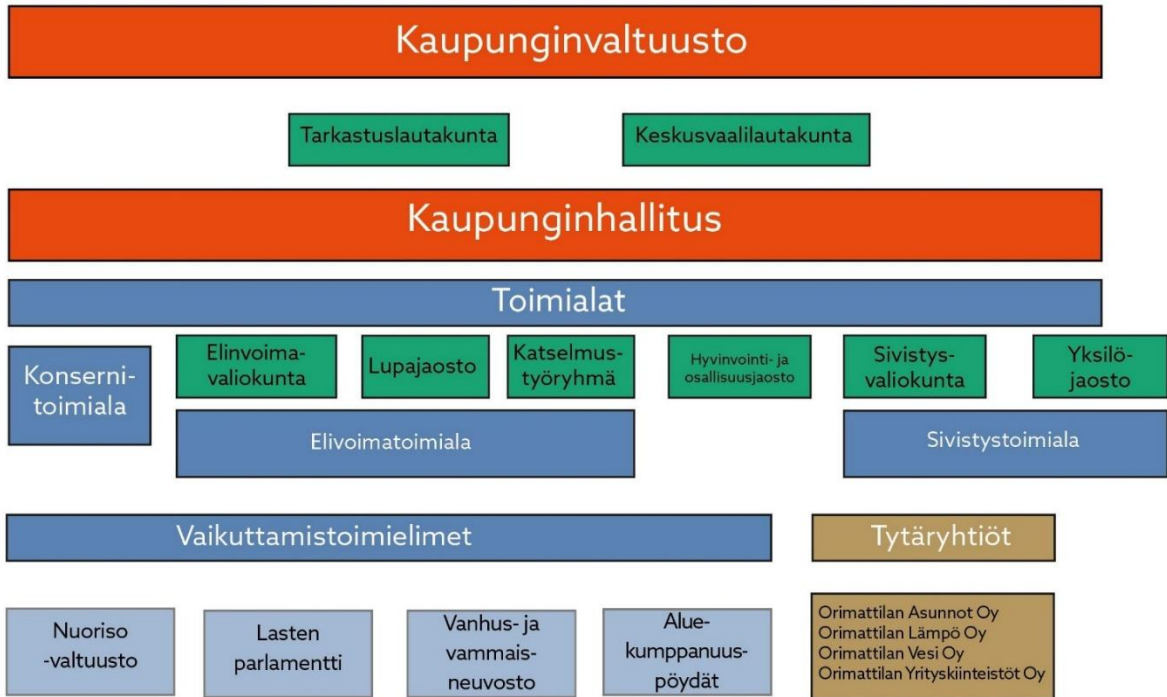 Kaupunginvaltuusto
Tarkastuslautakunta
Keskusvaalilautakunta
Kaupunginhallitus
Toimialat
Konserni-
toimiala
Elinvoima-
valiokunta
Lupajaosto
Katselmus-
työryhmä
Hyvinvointi- ja
osallisuusjaosto
Sivistys-
valiokunta
Yksilö-
jaosto
Elivoimatoimiala
Sivistystoimiala
Vaikuttamistoimielimet
Tytäryhtiöt
Nuoriso
-valtuusto
Lasten
parlamentti
Vanhus- ja
vammais-
neuvosto
Alue-
kumppanuus-
pöydät
Orimattilan Asunnot Oy
Orimattilan Lämpö Oy
Orimattilan Vesi Oy
Orimattilan Yrityskiinteistöt Oy